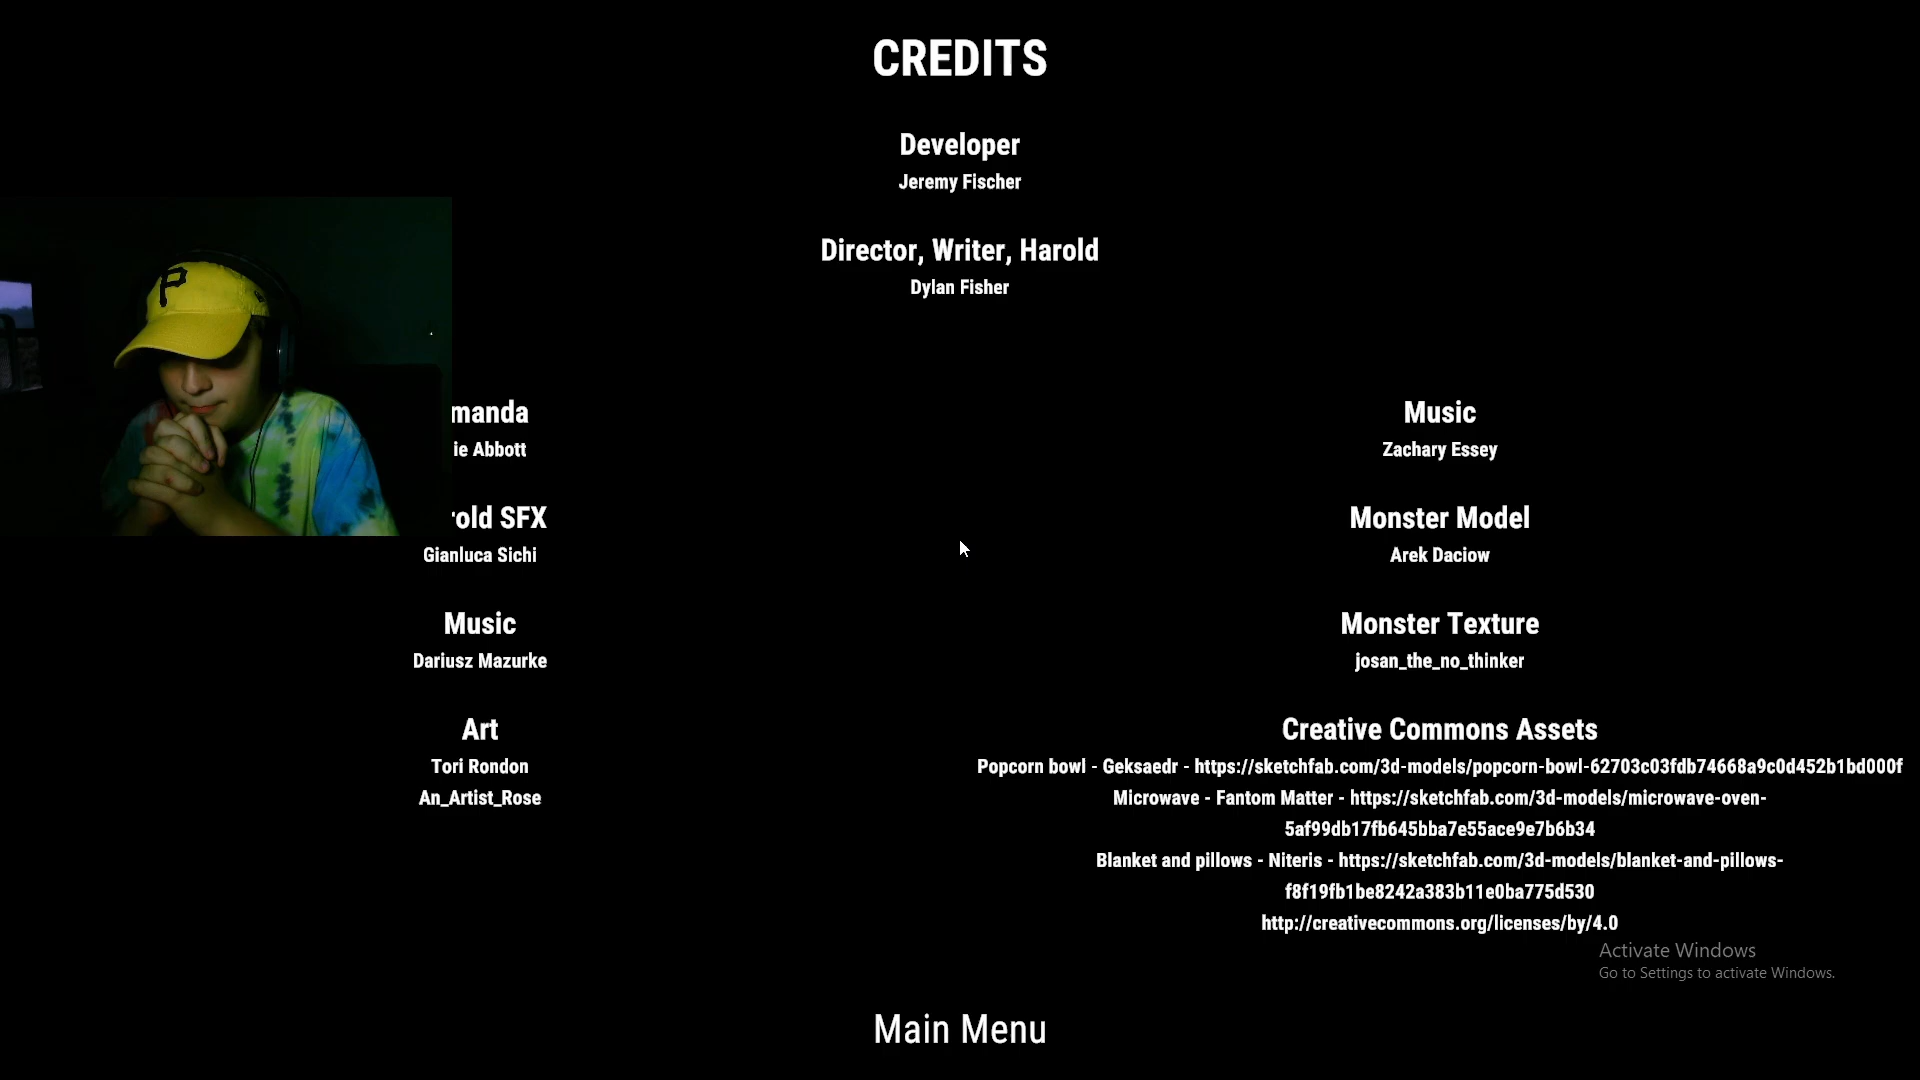 CREDITS
Developer
Jeremy Fischer
Director, Writer, Harold
Dylan Fisher
P
manda
ie Abbott
rold SFX
Gianluca Sichi
Music
Dariusz Mazurke
Art
Tori Rondon
An_Artist_Rose
Music
Zachary Essey
Monster Model
Arek Daciow
Monster Texture
josan_the_no_thinker
Creative Commons Assets
Popcorn bowl - Geksaedr - https://sketchfab.com/3d-models/popcorn-bowl-62703c03fdb74668a9c0d452b1bd000f
Microwave - Fantom Matter - https://sketchfab.com/3d-models/microwave-oven-
5af99db17fb645bba7e55ace9e7b6b34
Blanket and pillows - Niteris - https://sketchfab.com/3d-models/blanket-and-pillows-
f8f19fb1be8242a383b11e0ba775d530
http://creativecommons.org/licenses/by/4.0
Activate Windows
Go to Settings to activate Windows.
Main Menu